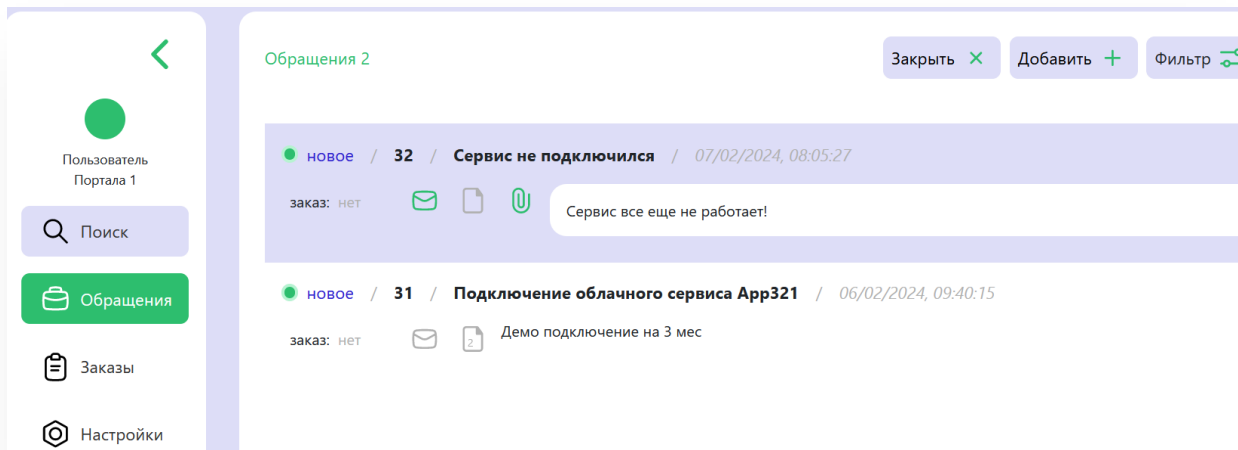 Обращения 2
Закрыть
Добавить
Фильтр
Пользователь
Портала 1
Поиск
Обращения
Заказы
Настройки
новое / 32 / Сервис не подключился / 07/02/2024, 08:05:27
заказ: нет
Сервис все еще не работает!
новое / 31 / Подключение облачного сервиса App321 / 06/02/2024, 09:40:15
заказ: нет 2 Демо подключение на 3 мес